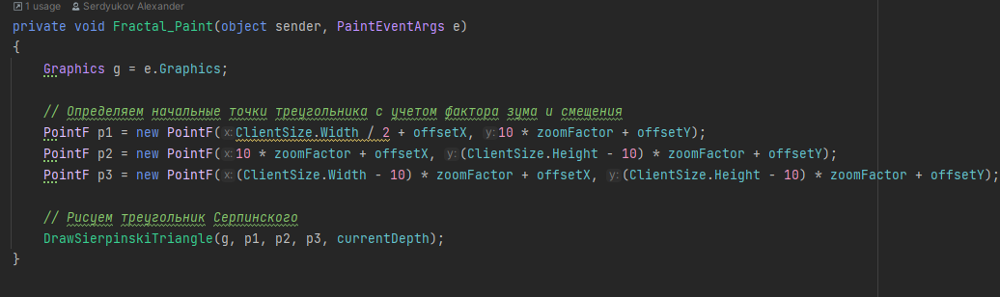 1 usage Serdyukov Alexander
private void Fractal_Paint(object sender, PaintEventArgs e)
{
Graphics g = e.Graphics;
// Определяем начальные точки треугольника с учетом фактора зума и смещения
PointF p1 = new PointF(x: ClientSize.Width / 2 + offsetX, y: 10 * zoomFactor + offsetY);
PointF p2 = new PointF(x: 10 * zoomFactor + offsetX, y: (ClientSize.Height - 10) * zoomFactor + offsetY);
PointF p3 = new PointF(x: (ClientSize.Width - 10) * zoomFactor + offsetX, y: (ClientSize.Height - 10) * zoomFactor + offsetY);
// Рисуем треугольник Серпинского
DrawSierpinskiTriangle(g, p1, p2, p3, currentDepth);
}